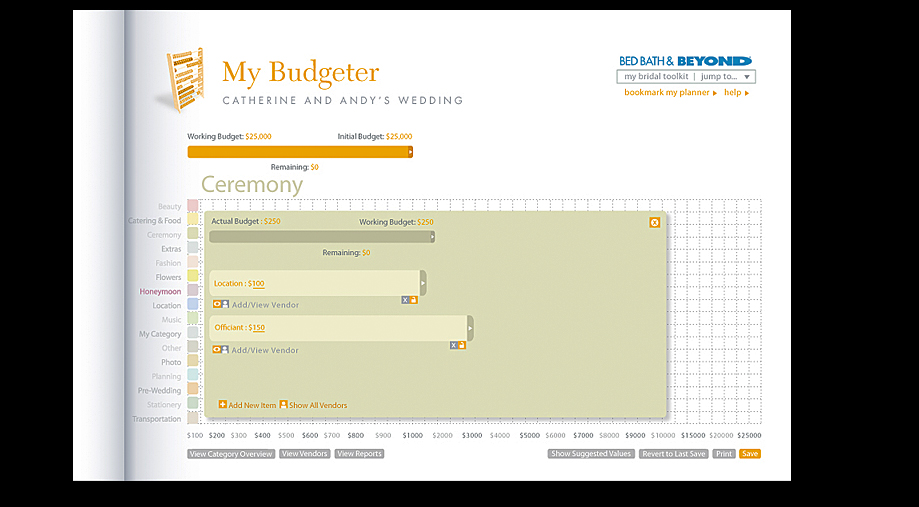 My Budgeter
CATHERINE AND ANDY'S WEDDING
BED BATH & BEYOND
my bridal toolkit | jump to...
bookmark my planner help
Working Budget: $25,000 Initial Budget: $25,000
Remaining: $0
Ceremony
Beauty
Catering & Food
Ceremony
Extras
Fashion
Flowers
Honeymoon
Location
Music
My Category
Other
Photo
Planning
Pre-Wedding
Stationery
Transportation
Actual Budget : $250 Working Budget: $250
X
Remaining: $0
Location : $100
X
Add/View Vendor
Officiant : $150
X
Add/View Vendor
Add New Item Show All Vendors
$100 $200 $300 $400 $500 $600 $700 $800 $900 $1000 $2000 $3000 $4000 $5000 $6000 $7000 $8000 $9000 $10000 $15000 $20000 $25000
View Category Overview View Vendors View Reports Show Suggested Values Revert to Last Save Print Save